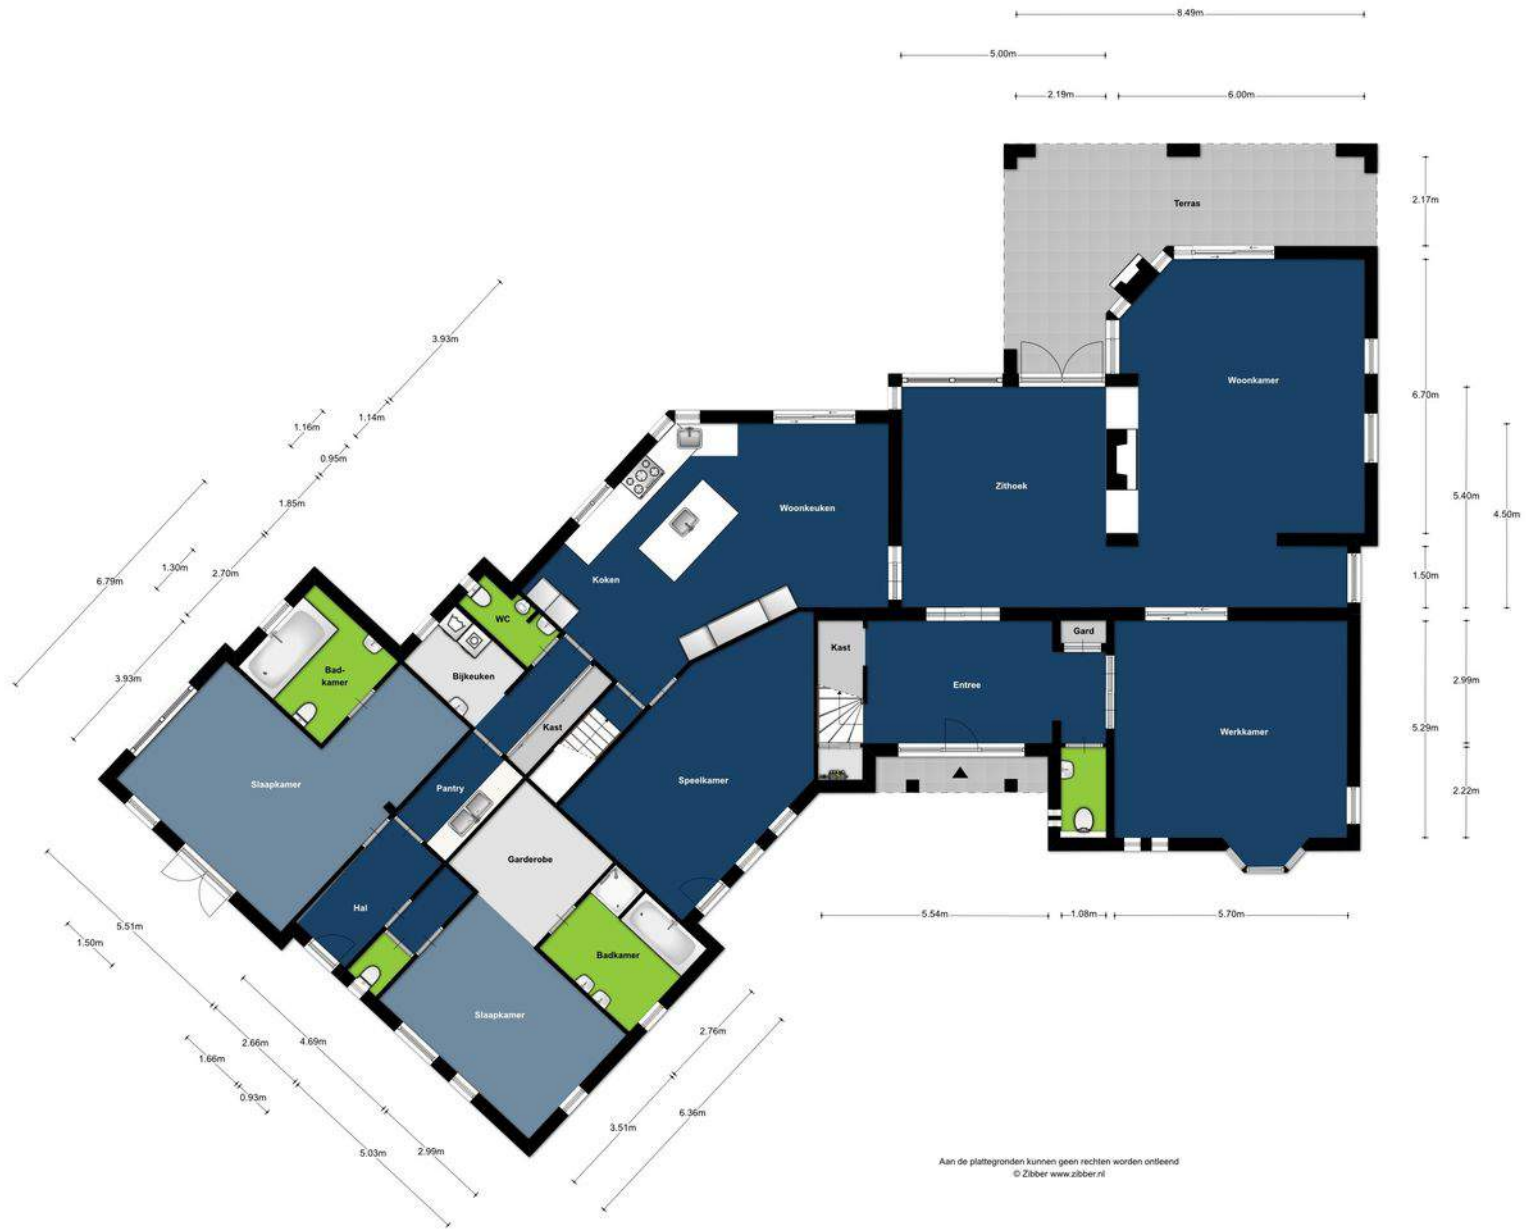 8.49m
5.00m
2.19m
6.00m
Terras
2.17m
3.93m
1.14m
1.16m
0.95m
1.85m
6.79m
1.30m
2.70m
3.93m
Woonkamer
6.70m
5.40m
4.50m
1.50m
Zithoek
Woonkeuken
Koken
WC
Bad-
kamer
Bijkeuken
Kast
Gard
Kast
Entree
2.99m
5.29m
2.22m
Werkkamer
Slaapkamer
Pantry
Speelkamer
Garderobe
Hal
Badkamer
Slaapkamer
5.54m
1.08m
5.70m
5.51m
1.50m
2.66m
4.69m
1.66m
0.93m
5.03m
2.99m
2.76m
6.36m
3.51m
Aan de plattegronden kunnen geen rechten worden ontleend
© Zibber www.zibber.nl